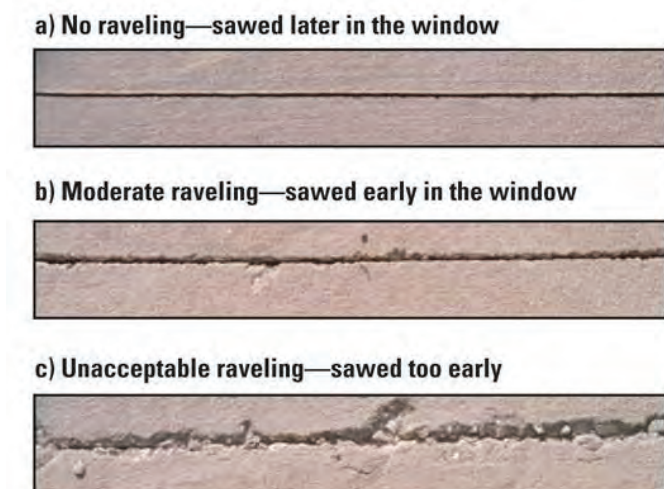 a) No raveling—sawed later in the window
b) Moderate raveling—sawed early in the window
c) Unacceptable raveling—sawed too early